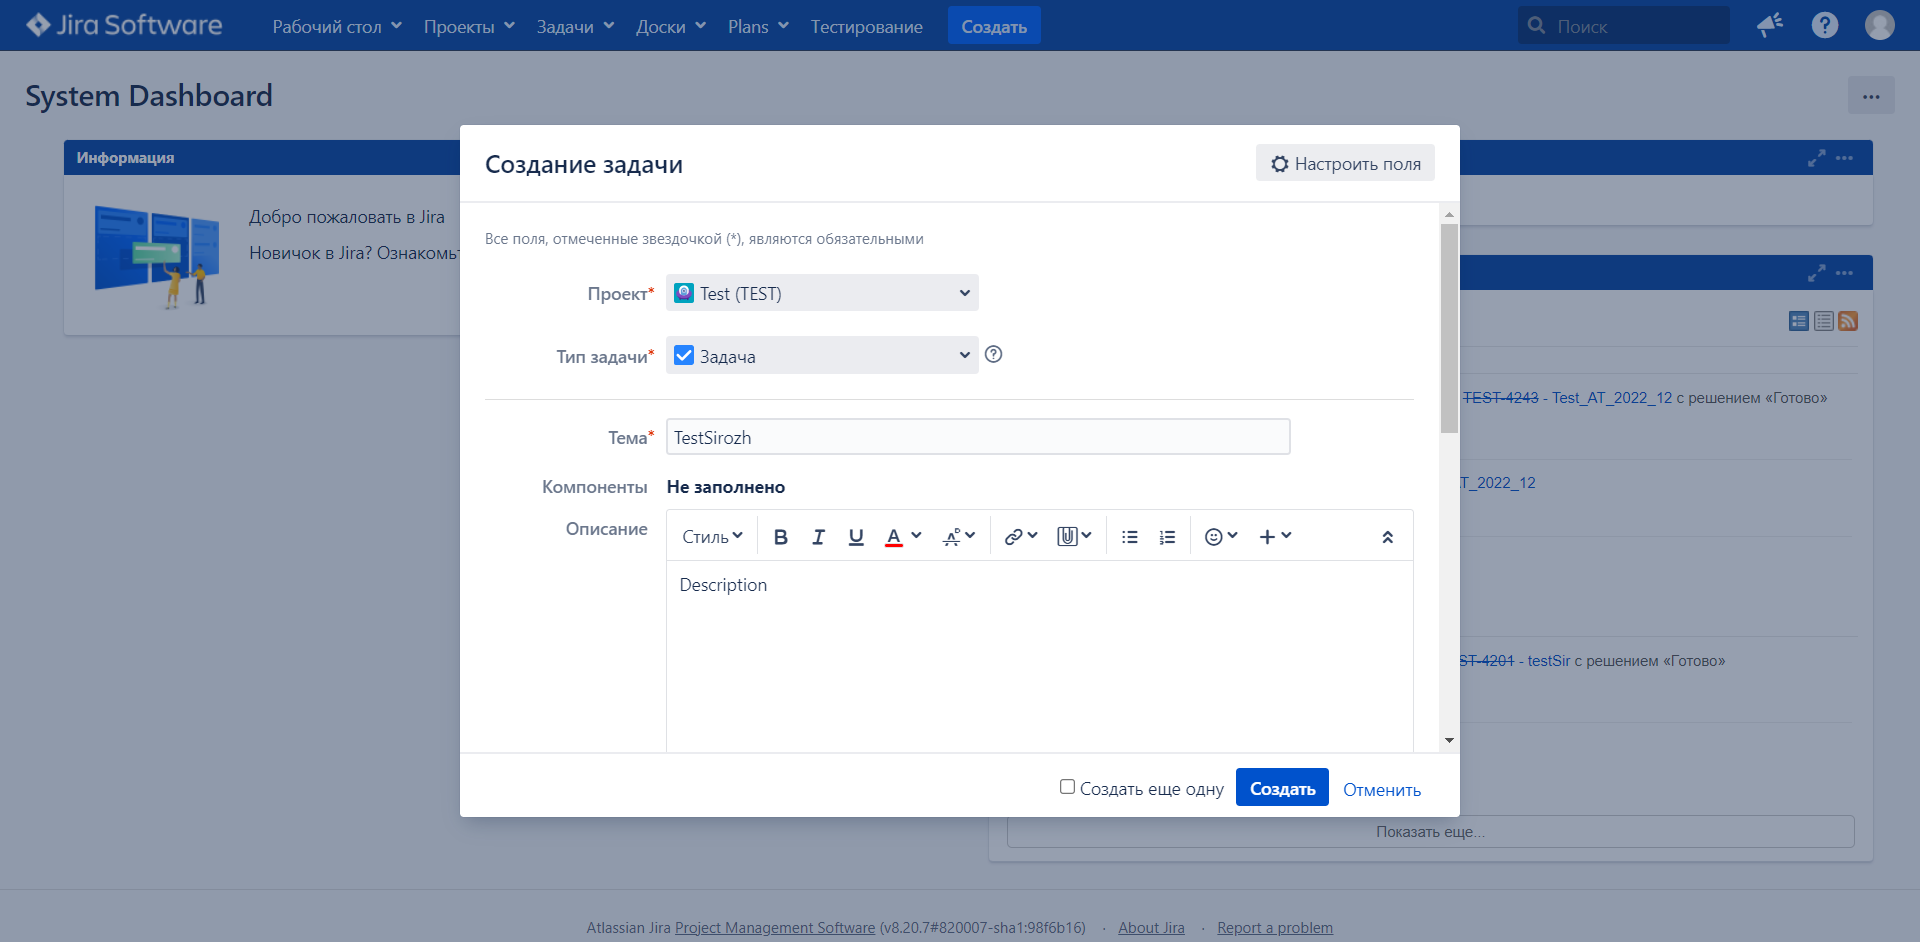 Jira Software Рабочий стол Проекты Задачи Доски Plans Тестирование Создать Поиск
System Dashboard
Информация
Добро пожаловать в Jira
Новичок в Jira?
Создание задачи
Настроить поля
Все поля, отмеченные звездочкой (*), являются обязательными
Проект* Test (TEST)
Тип задачи* Задача
Тема* TestSirozh
Компоненты Не заполнено
Описание
Стиль
Description
Создать еще одну Создать Отменить
TEST-4243 - Test_AT_2022_12 с решением «Готово»
T_2022_12
ST-4201 - testSir с решением «Готово»
Показать еще...
Atlassian Jira Project Management Software (v8.20.7#820007-sha1:98f6b16) · About Jira · Report a problem